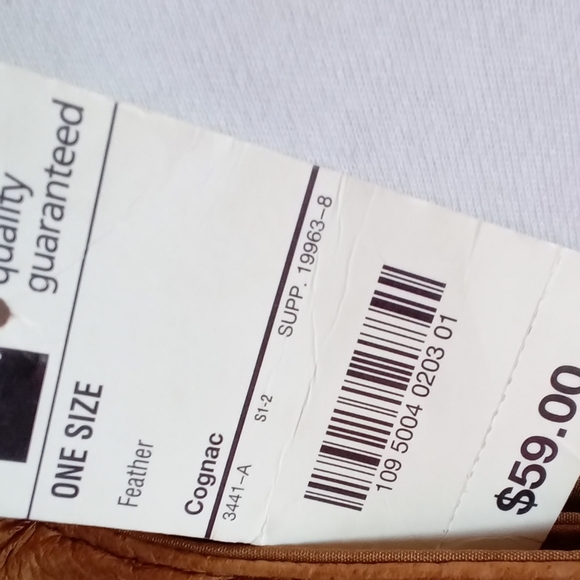 quality
guaranteed
ONE SIZE
Feather
Cognac
3441-A S1-2 SUPP. 19963-8
109 5004 0203 01
$59.00